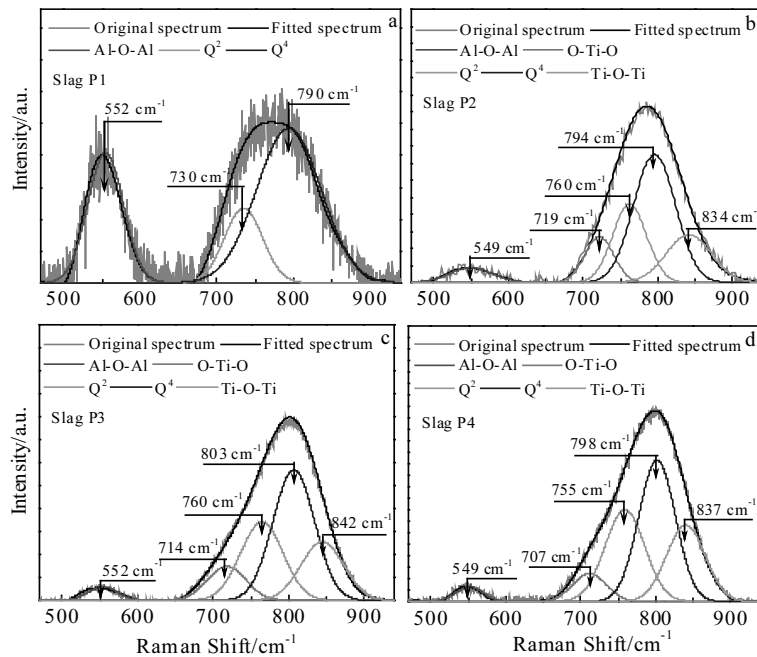 Original spectrum Fitted spectrum a
Al-O-Al Q² Q⁴
Slag P1
552 cm⁻¹
790 cm⁻¹
730 cm⁻¹
Intensity/a.u.
500 600 700 800 900
Original spectrum Fitted spectrum b
Al-O-Al O-Ti-O
Q² Q⁴ Ti-O-Ti
Slag P2
794 cm⁻¹
760 cm⁻¹
719 cm⁻¹
834 cm⁻¹
549 cm⁻¹
500 600 700 800 900
Original spectrum Fitted spectrum c
Al-O-Al O-Ti-O
Q² Q⁴ Ti-O-Ti
Slag P3
803 cm⁻¹
760 cm⁻¹
842 cm⁻¹
714 cm⁻¹
552 cm⁻¹
Intensity/a.u.
500 600 700 800 900
Raman Shift/cm⁻¹
Original spectrum Fitted spectrum d
Al-O-Al O-Ti-O
Q² Q⁴ Ti-O-Ti
Slag P4
798 cm⁻¹
755 cm⁻¹
837 cm⁻¹
707 cm⁻¹
549 cm⁻¹
500 600 700 800 900
Raman Shift/cm⁻¹